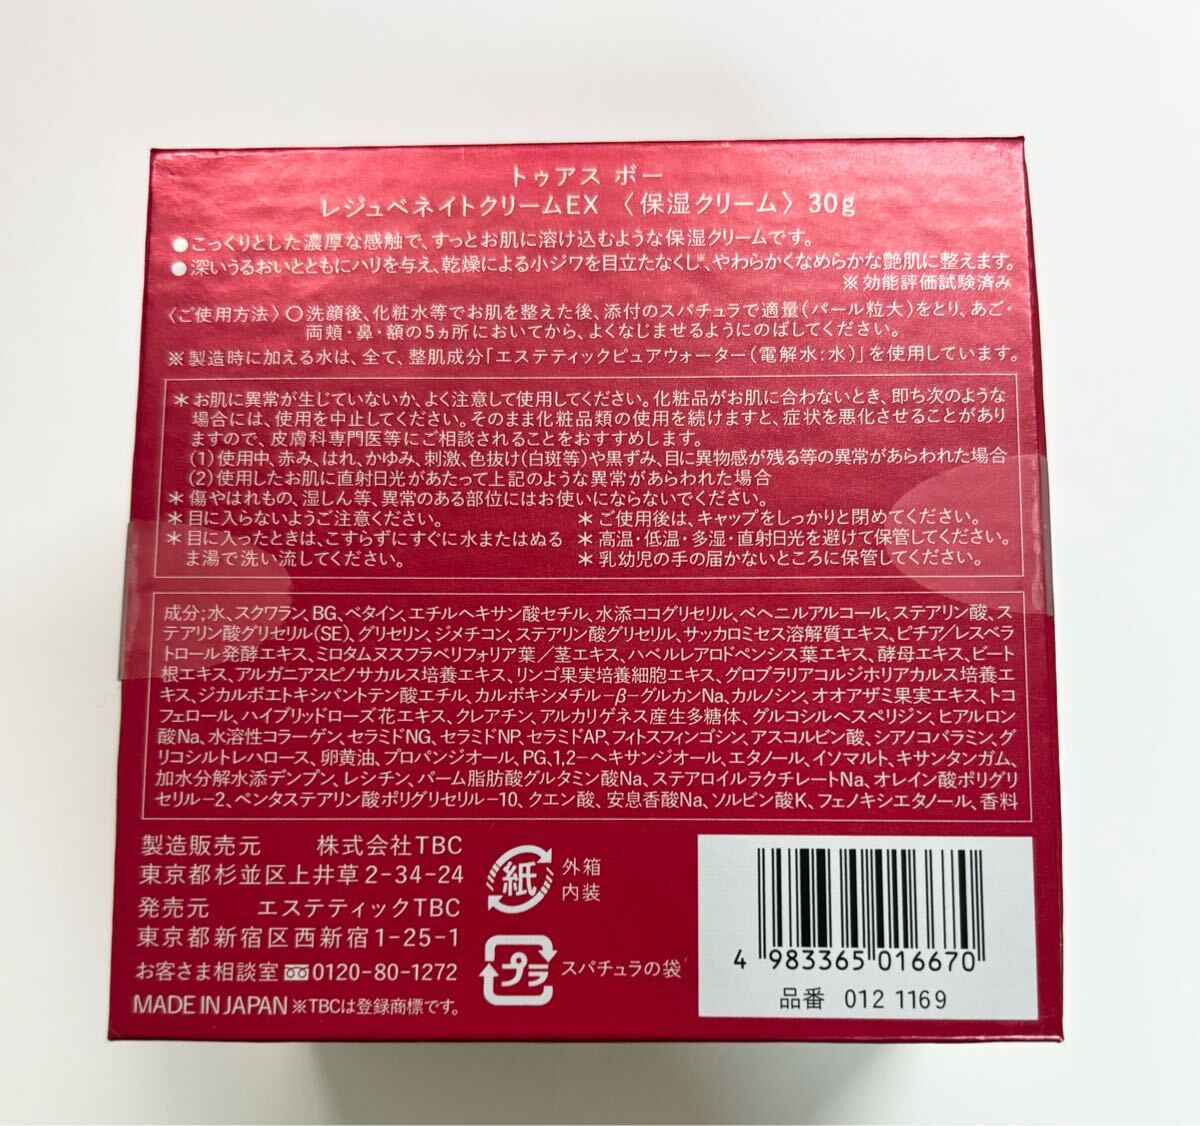 トゥアス ボー
レジュベネイトクリームEX 〈保湿クリーム〉 30g
●こっくりとした濃厚な感触で、すっとお肌に溶け込むような保湿クリームです。
●深いうるおいとともにハリを与え、乾燥による小ジワを目立たなくし※、やわらかくなめらかな艶肌に整えます。
※効能評価試験済み
〈ご使用方法〉○洗顔後、化粧水等でお肌を整えた後、添付のスパチュラで適量(パール粒大)をとり、あご・
両頬・鼻・額の5ヵ所においてから、よくなじませるようにのばしてください。
※製造時に加える水は、全て、整肌成分「エステティックピュアウォーター(電解水:水)」を使用しています。
＊お肌に異常が生じていないか、よく注意して使用してください。化粧品がお肌に合わないとき、即ち次のような
場合には、使用を中止してください。そのまま化粧品類の使用を続けますと、症状を悪化させることがあり
ますので、皮膚科専門医等にご相談されることをおすすめします。
(1)使用中、赤み、はれ、かゆみ、刺激、色抜け(白斑等)や黒ずみ、目に異物感が残る等の異常があらわれた場合
(2)使用したお肌に直射日光があたって上記のような異常があらわれた場合
＊傷やはれもの、湿しん等、異常のある部位にはお使いにならないでください。
＊目に入らないようご注意ください。
＊目に入ったときは、こすらずにすぐに水またはぬる
ま湯で洗い流してください。
＊ご使用後は、キャップをしっかりと閉めてください。
＊高温・低温・多湿・直射日光を避けて保管してください。
＊乳幼児の手の届かないところに保管してください。
成分;水、スクワラン、BG、ベタイン、エチルヘキサン酸セチル、水添ココグリセリル、ベヘニルアルコール、ステアリン酸、ス
テアリン酸グリセリル(SE)、グリセリン、ジメチコン、ステアリン酸グリセリル、サッカロミセス溶解質エキス、ピチア/レスベラ
トロール発酵エキス、ミロタムヌスフラベリフォリア葉/茎エキス、ハベルレアロドペンシス葉エキス、酵母エキス、ビート
根エキス、アルガニアスピノサカルス培養エキス、リンゴ果実培養細胞エキス、グロブラリアコルジホリアカルス培養エ
キス、ジカルボエトキシパントテン酸エチル、カルボキシメチル-β-グルカンNa、カルノシン、オオアザミ果実エキス、トコ
フェロール、ハイブリッドローズ花エキス、クレアチン、アルカリゲネス産生多糖体、グルコシルヘスペリジン、ヒアルロン
酸Na、水溶性コラーゲン、セラミドNG、セラミドNP、セラミドAP、フィトスフィンゴシン、アスコルビン酸、シアノコバラミン、グ
リコシルトレハロース、卵黄油、プロパンジオール、PG、1,2-ヘキサンジオール、エタノール、イソマルト、キサンタンガム、
加水分解水添デンプン、レシチン、パーム脂肪酸グルタミン酸Na、ステアロイルラクチレートNa、オレイン酸ポリグリ
セリル-2、ペンタステアリン酸ポリグリセリル-10、クエン酸、安息香酸Na、ソルビン酸K、フェノキシエタノール、香料
製造販売元 株式会社TBC
東京都杉並区上井草2-34-24
発売元 エステティックTBC
東京都新宿区西新宿1-25-1
お客さま相談室 0120-80-1272
MADE IN JAPAN ※TBCは登録商標です。
紙 外箱
内装
プラ スパチュラの袋
4 983365 016670
品番 012 1169